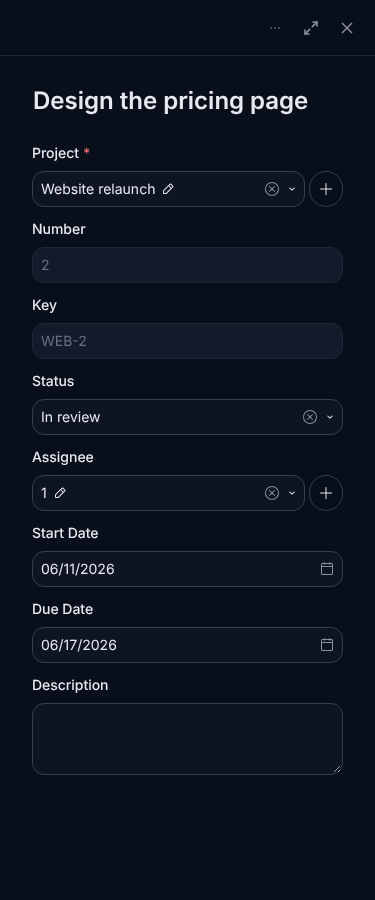 Design the pricing page
Project *
Website relaunch
Number
2
Key
WEB-2
Status
In review
Assignee
1
Start Date
06/11/2026
Due Date
06/17/2026
Description